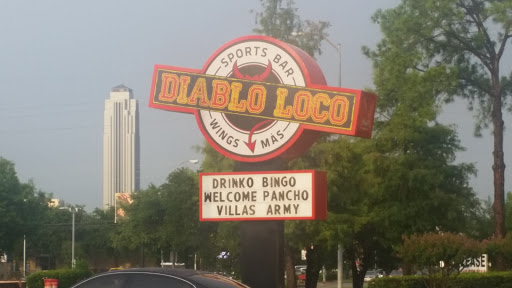 SPORTS BAR
DIABLO LOCO
WINGS MAS
DRINKO BINGO
WELCOME PANCHO
VILLAS ARMY